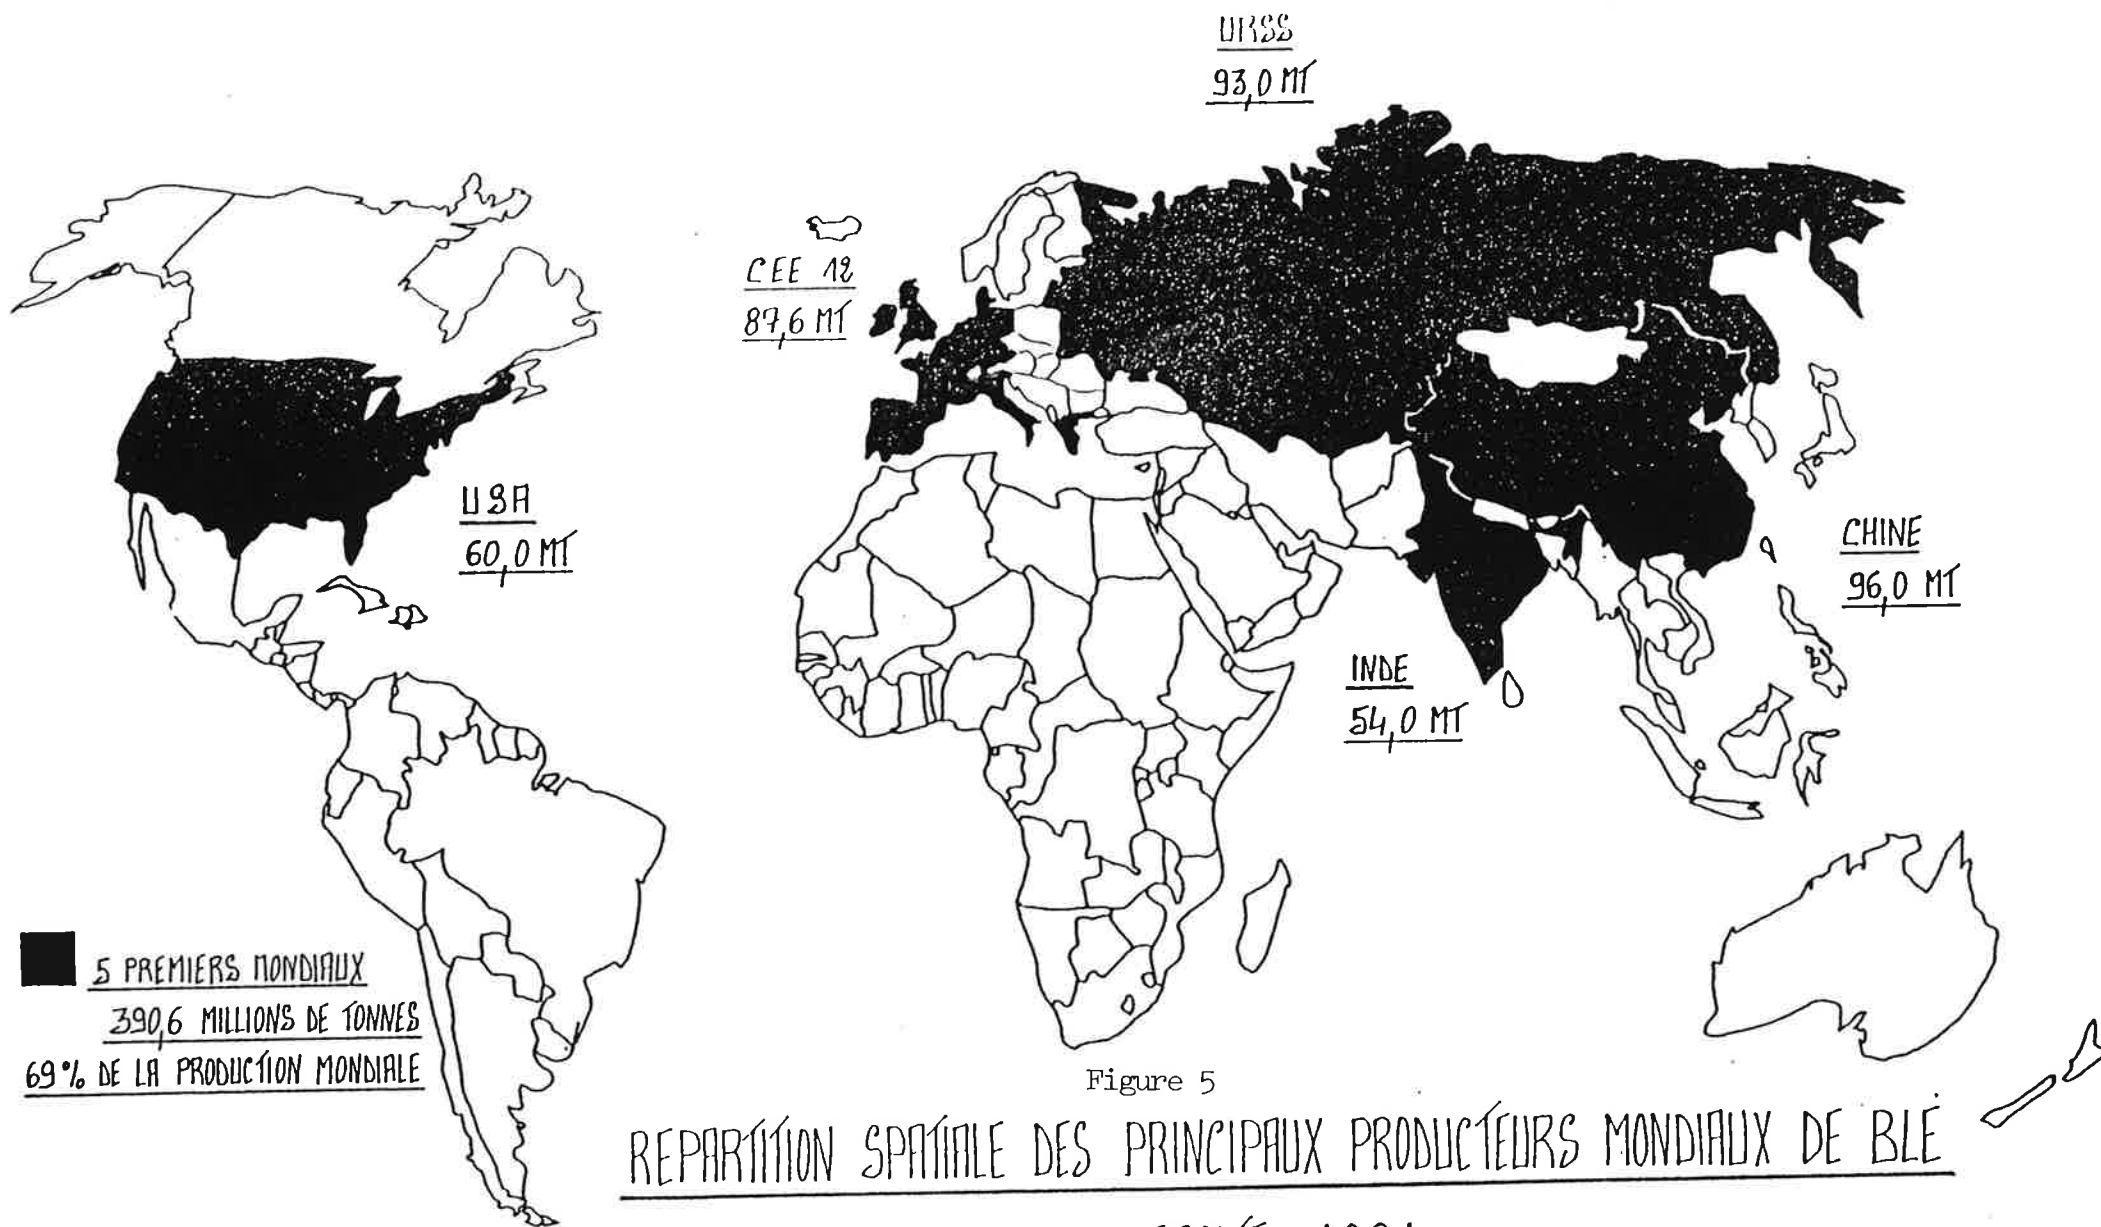 URSS
93,0 MT
CEE 12
87,6 MT
USA
60,0 MT
CHINE
96,0 MT
INDE
54,0 MT
5 PREMIERS MONDIAUX
390,6 MILLIONS DE TONNES
69% DE LA PRODUCTION MONDIALE
Figure 5
REPARTITION SPATIALE DES PRINCIPAUX PRODUCTEURS MONDIAUX DE BLÉ